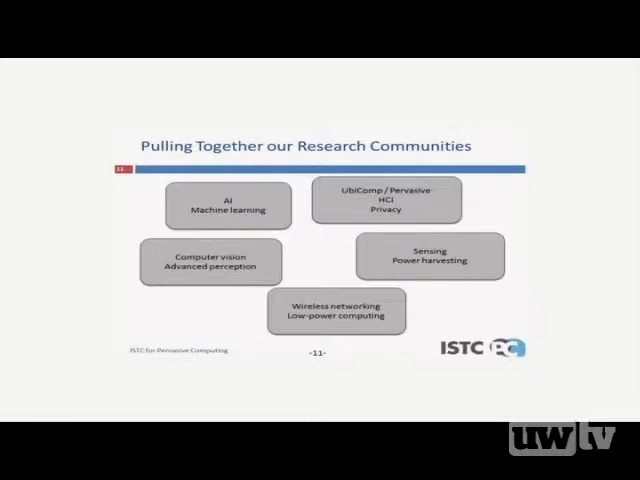 Pulling Together our Research Communities
11
AI
Machine learning
UbiComp / Pervasive
HCI
Privacy
Computer vision
Advanced perception
Sensing
Power harvesting
Wireless networking
Low-power computing
ISTC for Pervasive Computing
-11-
ISTC PC
uwtv